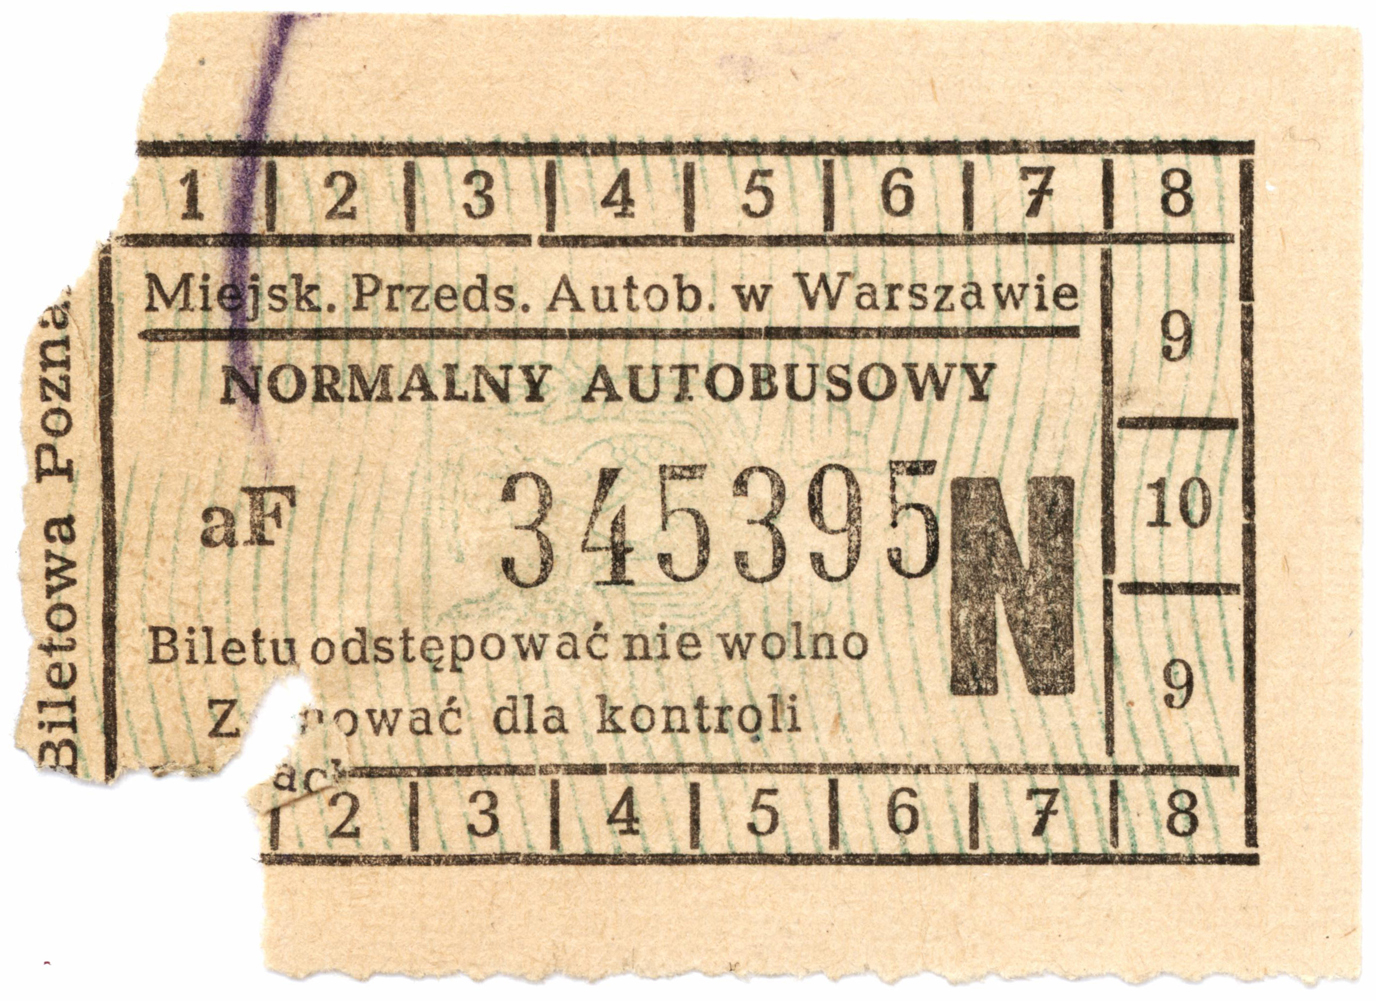 1 2 3 4 5 6 7 8
Miejsk. Przeds. Autob. w Warszawie
NORMALNY AUTOBUSOWY
aF 345395 N
Biletu odstępować nie wolno
dla kontroli
2 3 4 5 6 7 8
9
10
9
Biletowa